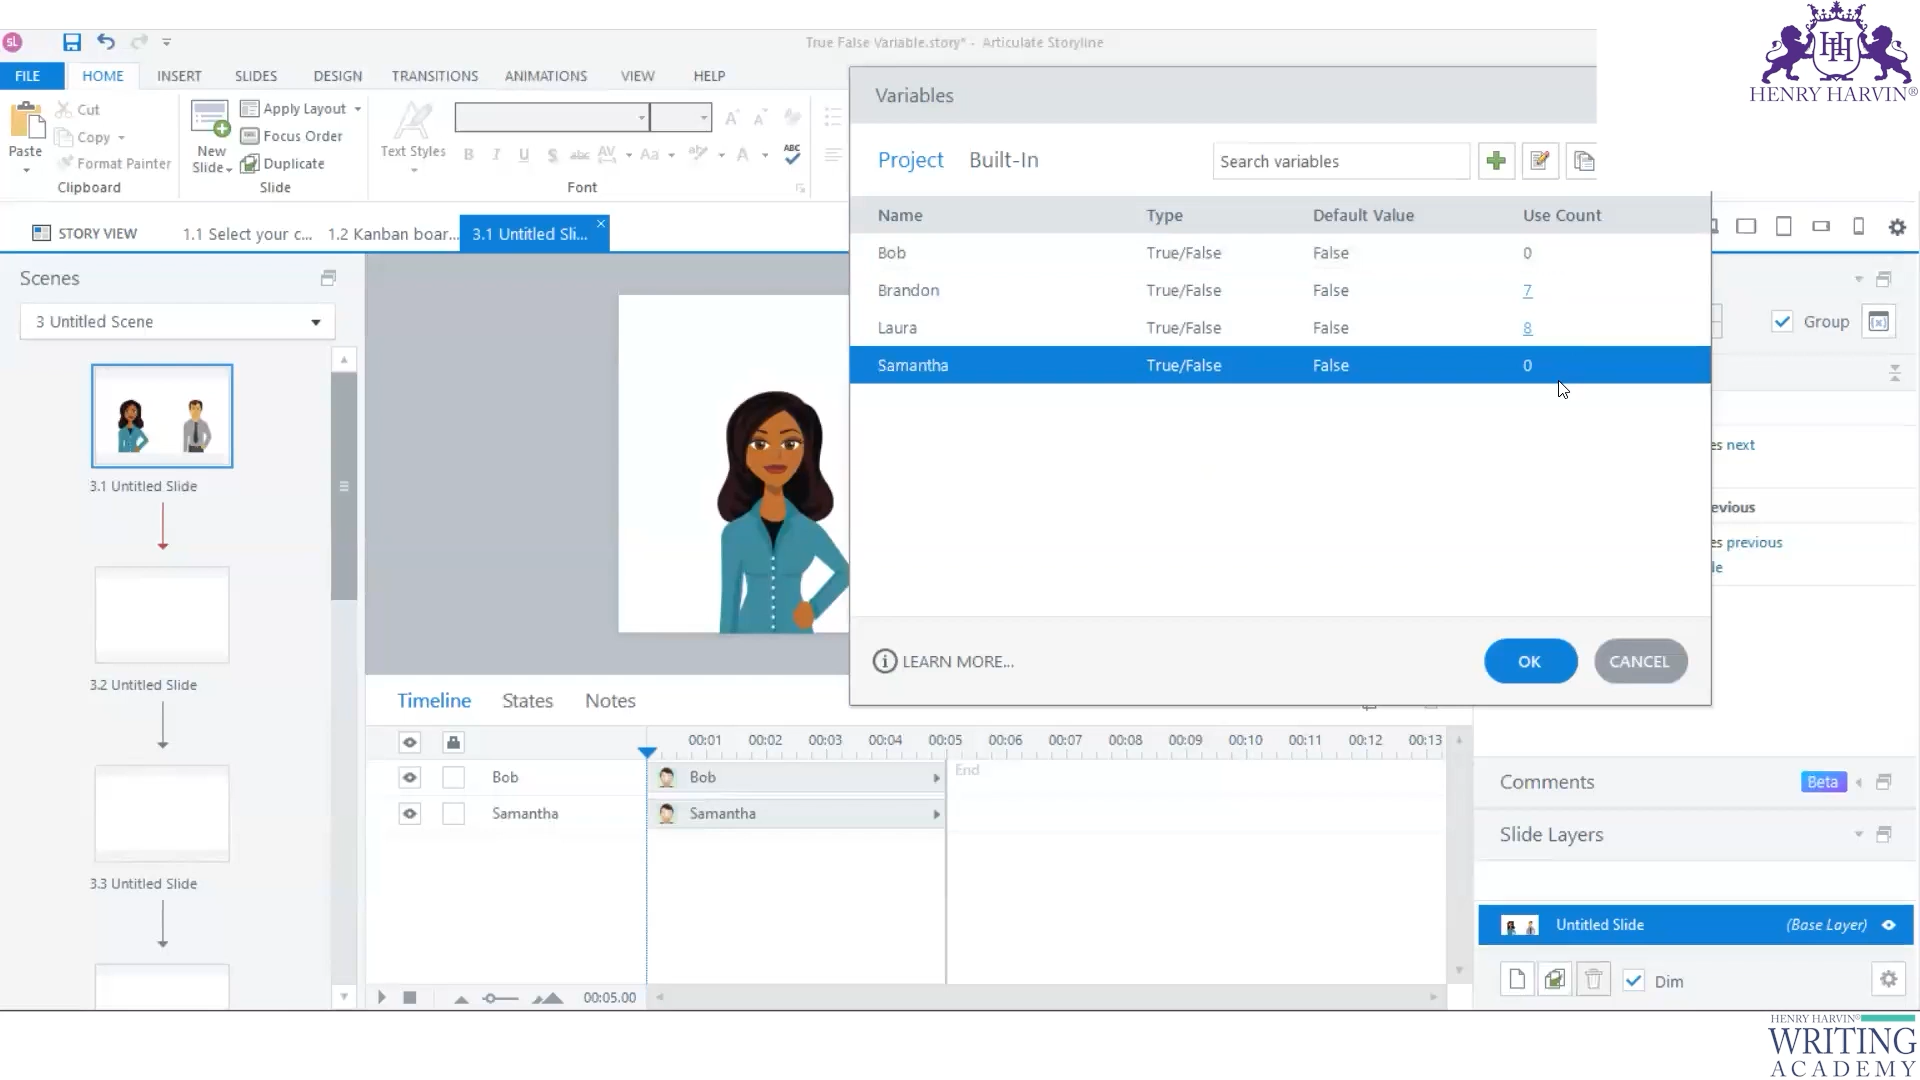 HENRY HARVIN®
SL
True False Variable.story* - Articulate Storyline
FILE HOME INSERT SLIDES DESIGN TRANSITIONS ANIMATIONS VIEW HELP
Paste
Cut
Copy
Format Painter
Clipboard
New
Slide
Apply Layout
Focus Order
Duplicate
Slide
Text Styles
B I U S abc AV Aa A
ABC
Font
Variables
Project Built-In Search variables
Name Type Default Value Use Count
Bob True/False False 0
Brandon True/False False 7
Laura True/False False 8
Samantha True/False False 0
LEARN MORE...
OK CANCEL
STORY VIEW 1.1 Select your c... 1.2 Kanban boar... 3.1 Untitled Sli...
Scenes
3 Untitled Scene
3.1 Untitled Slide
3.2 Untitled Slide
3.3 Untitled Slide
Group
es next
evious
es previous
le
Timeline States Notes
00:01 00:02 00:03 00:04 00:05 00:06 00:07 00:08 00:09 00:10 00:11 00:12 00:13
Bob Bob End
Samantha Samantha
00:05.00
Comments Beta
Slide Layers
Untitled Slide (Base Layer)
Dim
HENRY HARVIN®
WRITING
ACADEMY